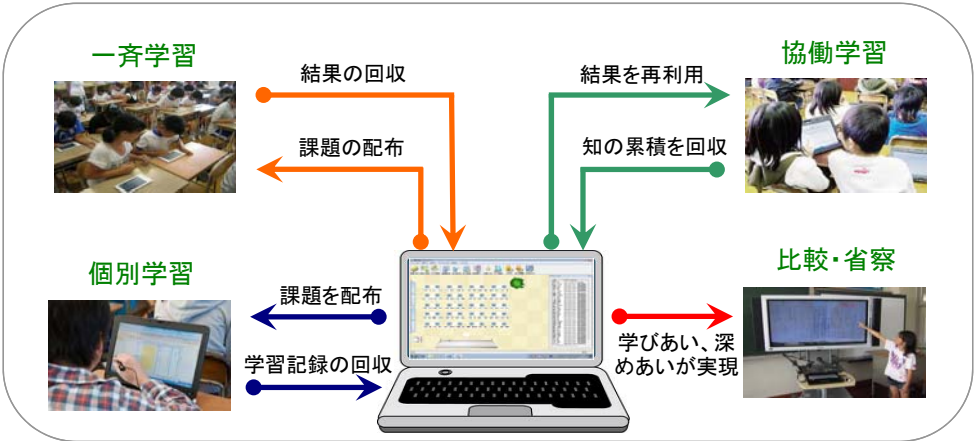 一斉学習
結果の回収
課題の配布
協働学習
結果を再利用
知の累積を回収
個別学習
課題を配布
学習記録の回収
比較・省察
学びあい、深
めあいが実現